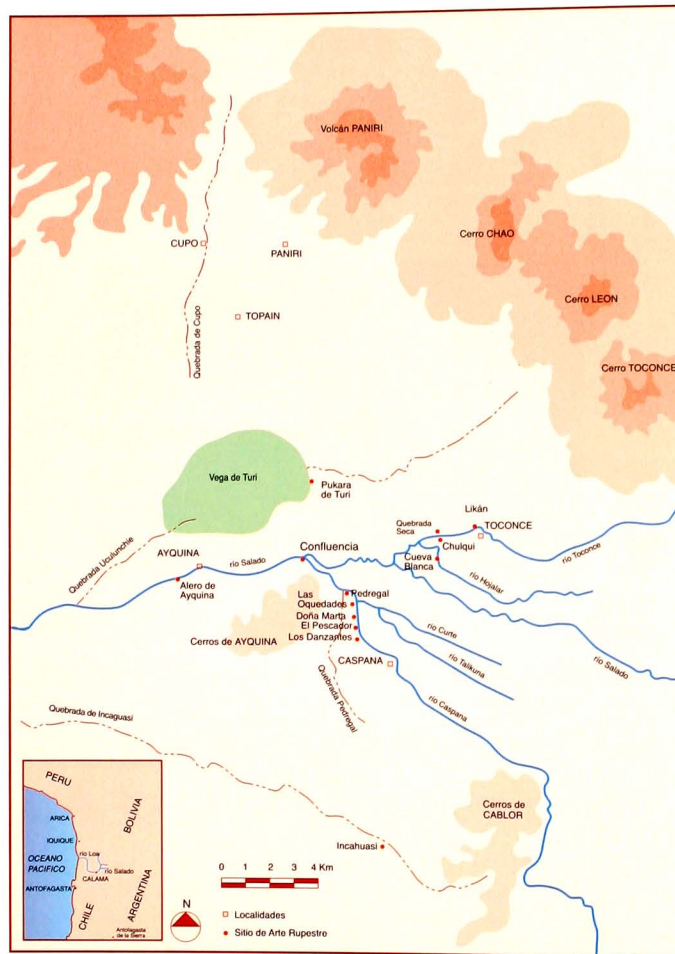 Volcán PANIRI
Cerro CHAO
CUPO
PANIRI
Cerro LEON
TOPAIN
Quebrada de Cupo
Cerro TOCONCE
Vega de Turi
Pukara
de Turi
Likán
Quebrada
Seca
TOCONCE
Chulqui
Quebrada Uculunchie
AYQUINA
río Salado
Confluencia
Cueva
Blanca
río Toconce
río Hojalar
Alero de
Ayquina
Las
Oquedades
Pedregal
Doña Marta
El Pescador
Los Danzantes
Cerros de AYQUINA
río Curte
río Talikuna
río Salado
CASPANA
Quebrada Pedregal
río Caspana
Quebrada de Incaguasi
Cerros de
CABLOR
Incahuasi
PERU
BOLIVIA
ARICA
IQUIQUE
OCEANO
PACIFICO
río Loa
río Salado
CALAMA
ANTOFAGASTA
CHILE
ARGENTINA
Antofagasta
de la Sierra
0 1 2 3 4 Km
N
Localidades
Sitio de Arte Rupestre